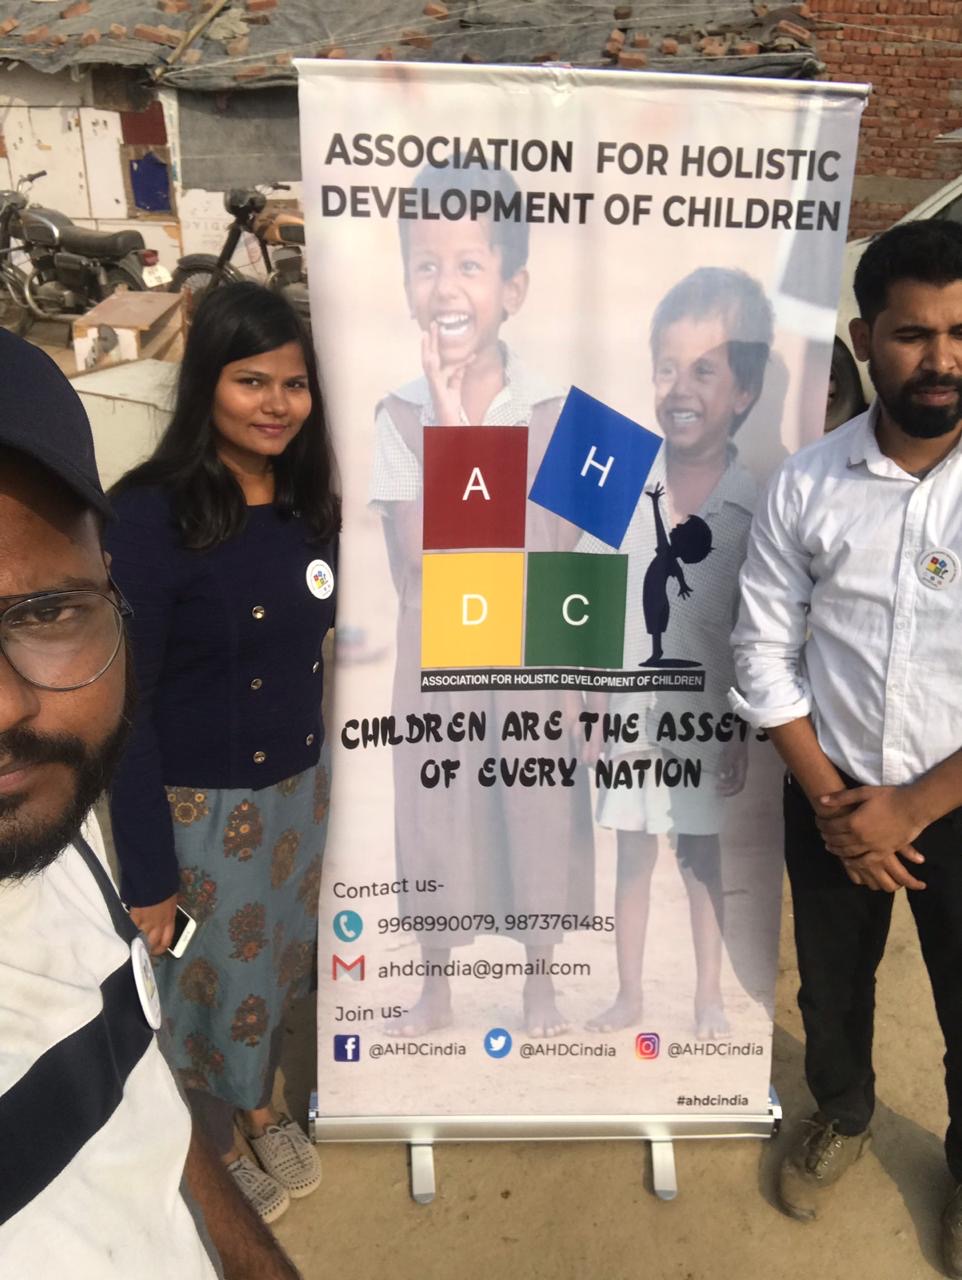 ASSOCIATION FOR HOLISTIC
DEVELOPMENT OF CHILDREN
A H
D C
ASSOCIATION FOR HOLISTIC DEVELOPMENT OF CHILDREN
CHILDREN ARE THE ASSETS
OF EVERY NATION
Contact us-
9968990079, 9873761485
ahdcindia@gmail.com
Join us-
@AHDCindia @AHDCindia @AHDCindia
#ahdcindia